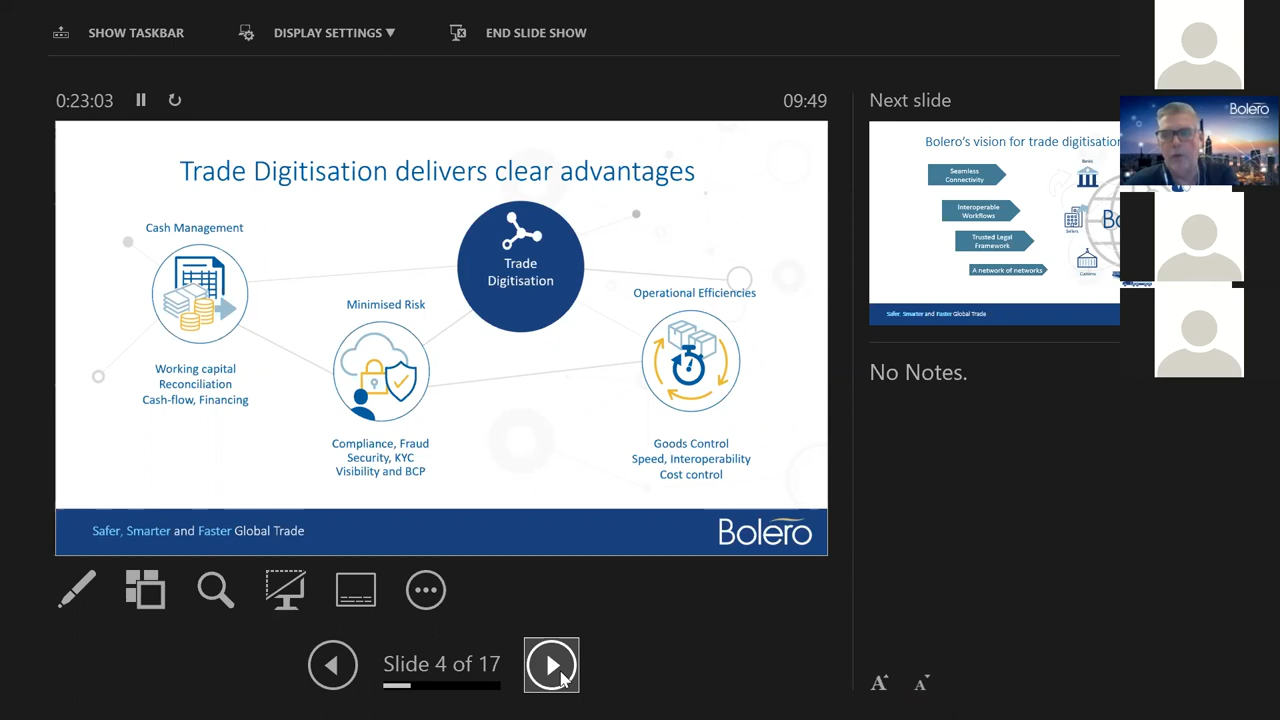 SHOW TASKBAR
DISPLAY SETTINGS ▼
END SLIDE SHOW
0:23:03
09:49
Trade Digitisation delivers clear advantages
Cash Management
Working capital
Reconciliation
Cash-flow, Financing
Minimised Risk
Compliance, Fraud
Security, KYC
Visibility and BCP
Trade
Digitisation
Operational Efficiencies
Goods Control
Speed, Interoperability
Cost control
Safer, Smarter and Faster Global Trade
Bolero
Slide 4 of 17
Next slide
Bolero's vision for trade digitisation
Seamless
Connectivity
Interoperable
Workflows
Trusted Legal
Framework
A network of networks
Banks
Sellers
Customs
Bo
Safer, Smarter and Faster Global Trade
Bolero
No Notes.
A
A